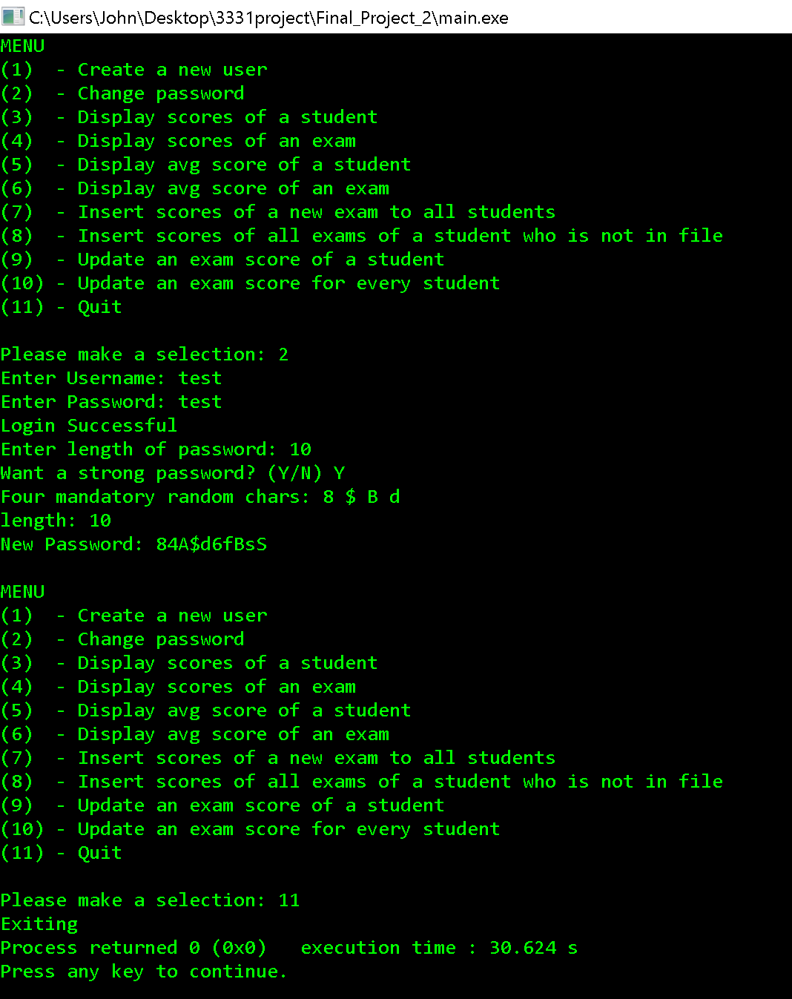 C:\Users\John\Desktop\3331project\Final_Project_2\main.exe
MENU
(1)  - Create a new user
(2)  - Change password
(3)  - Display scores of a student
(4)  - Display scores of an exam
(5)  - Display avg score of a student
(6)  - Display avg score of an exam
(7)  - Insert scores of a new exam to all students
(8)  - Insert scores of all exams of a student who is not in file
(9)  - Update an exam score of a student
(10) - Update an exam score for every student
(11) - Quit
Please make a selection: 2
Enter Username: test
Enter Password: test
Login Successful
Enter length of password: 10
Want a strong password? (Y/N) Y
Four mandatory random chars: 8 $ B d
length: 10
New Password: 84A$d6fBsS
MENU
(1)  - Create a new user
(2)  - Change password
(3)  - Display scores of a student
(4)  - Display scores of an exam
(5)  - Display avg score of a student
(6)  - Display avg score of an exam
(7)  - Insert scores of a new exam to all students
(8)  - Insert scores of all exams of a student who is not in file
(9)  - Update an exam score of a student
(10) - Update an exam score for every student
(11) - Quit
Please make a selection: 11
Exiting
Process returned 0 (0x0)   execution time : 30.624 s
Press any key to continue.